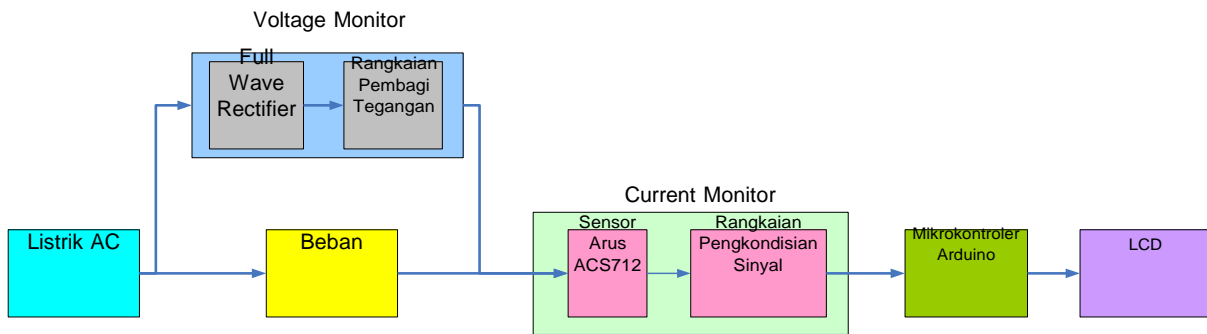 Voltage Monitor
Full
Wave
Rectifier
Rangkaian
Pembagi
Tegangan
Listrik AC
Beban
Current Monitor
Sensor
Arus
ACS712
Rangkaian
Pengkondisian
Sinyal
Mikrokontroler
Arduino
LCD